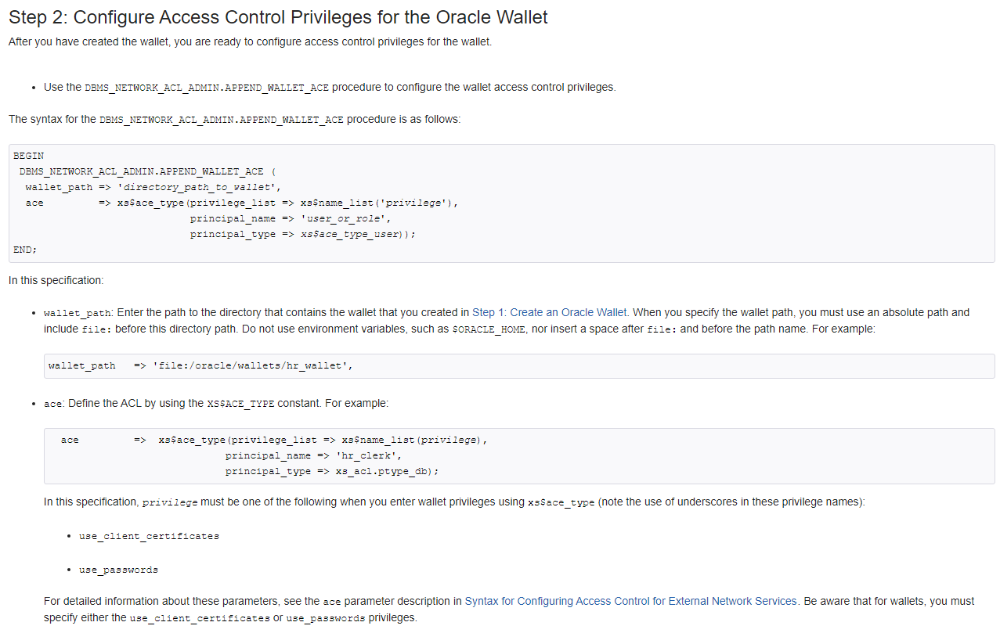 Step 2: Configure Access Control Privileges for the Oracle Wallet
After you have created the wallet, you are ready to configure access control privileges for the wallet.
• Use the DBMS_NETWORK_ACL_ADMIN.APPEND_WALLET_ACE procedure to configure the wallet access control privileges.
The syntax for the DBMS_NETWORK_ACL_ADMIN.APPEND_WALLET_ACE procedure is as follows:
BEGIN
 DBMS_NETWORK_ACL_ADMIN.APPEND_WALLET_ACE (
  wallet_path => 'directory_path_to_wallet',
  ace         => xs$ace_type(privilege_list => xs$name_list('privilege'),
                             principal_name => 'user_or_role',
                             principal_type => xs$ace_type_user));
END;
In this specification:
• wallet_path: Enter the path to the directory that contains the wallet that you created in Step 1: Create an Oracle Wallet. When you specify the wallet path, you must use an absolute path and
include file: before this directory path. Do not use environment variables, such as $ORACLE_HOME, nor insert a space after file: and before the path name. For example:
wallet_path   => 'file:/oracle/wallets/hr_wallet',
• ace: Define the ACL by using the XS$ACE_TYPE constant. For example:
  ace         =>  xs$ace_type(privilege_list => xs$name_list(privilege),
                             principal_name => 'hr_clerk',
                             principal_type => xs_acl.ptype_db);
In this specification, privilege must be one of the following when you enter wallet privileges using xs$ace_type (note the use of underscores in these privilege names):
• use_client_certificates
• use_passwords
For detailed information about these parameters, see the ace parameter description in Syntax for Configuring Access Control for External Network Services. Be aware that for wallets, you must
specify either the use_client_certificates or use_passwords privileges.